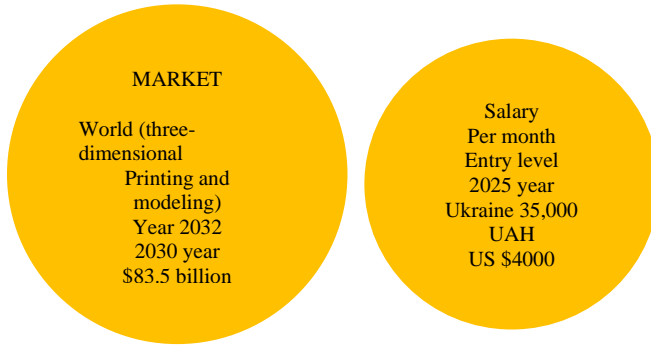 MARKET
World (three-
dimensional
Printing and
modeling)
Year 2032
2030 year
$83.5 billion
Salary
Per month
Entry level
2025 year
Ukraine 35,000
UAH
US $4000